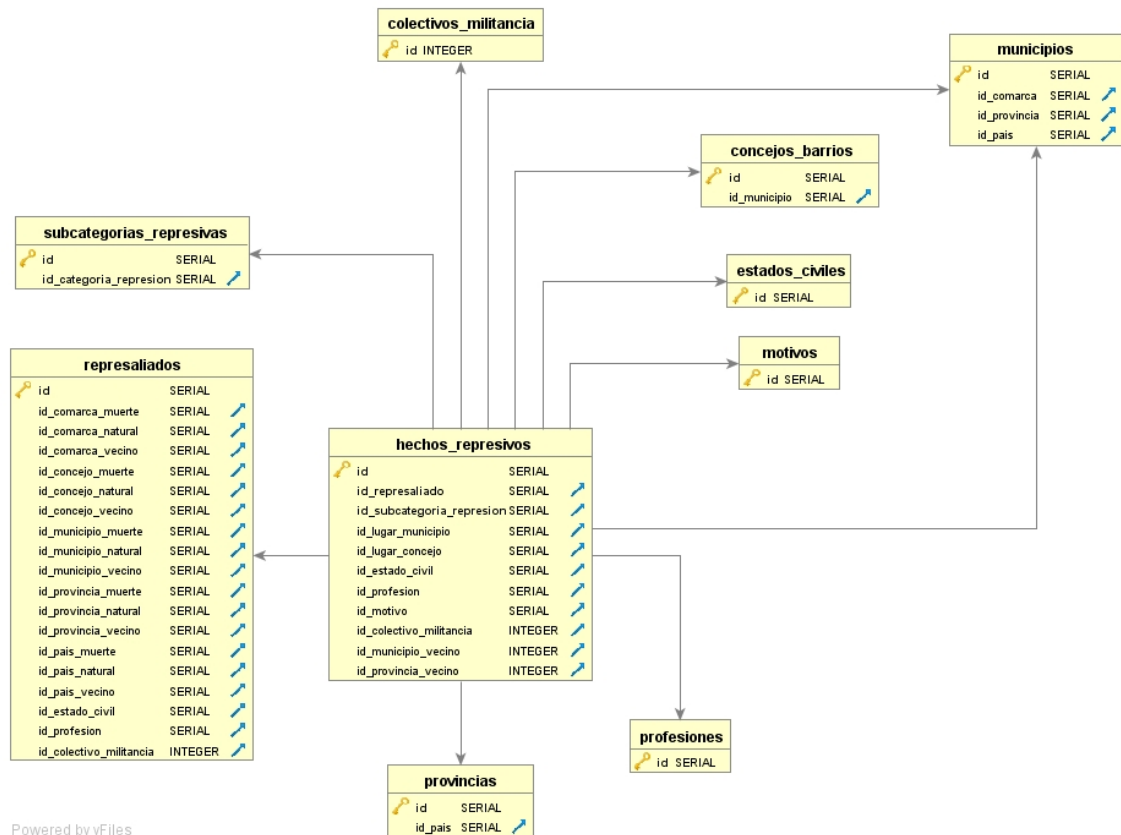 colectivos_militancia
id INTEGER
municipios
id SERIAL
id_comarca SERIAL
id_provincia SERIAL
id_pais SERIAL
concejos_barrios
id SERIAL
id_municipio SERIAL
subcategorias_represivas
id SERIAL
id_categoria_represion SERIAL
estados_civiles
id SERIAL
motivos
id SERIAL
represaliados
id SERIAL
id_comarca_muerte SERIAL
id_comarca_natural SERIAL
id_comarca_vecino SERIAL
id_concejo_muerte SERIAL
id_concejo_natural SERIAL
id_concejo_vecino SERIAL
id_municipio_muerte SERIAL
id_municipio_natural SERIAL
id_municipio_vecino SERIAL
id_provincia_muerte SERIAL
id_provincia_natural SERIAL
id_provincia_vecino SERIAL
id_pais_muerte SERIAL
id_pais_natural SERIAL
id_pais_vecino SERIAL
id_estado_civil SERIAL
id_profesion SERIAL
id_colectivo_militancia INTEGER
hechos_represivos
id SERIAL
id_represaliado SERIAL
id_subcategoria_represion SERIAL
id_lugar_municipio SERIAL
id_lugar_concejo SERIAL
id_estado_civil SERIAL
id_profesion SERIAL
id_motivo SERIAL
id_colectivo_militancia INTEGER
id_municipio_vecino INTEGER
id_provincia_vecino INTEGER
profesiones
id SERIAL
provincias
id SERIAL
id_pais SERIAL
Powered by yFiles